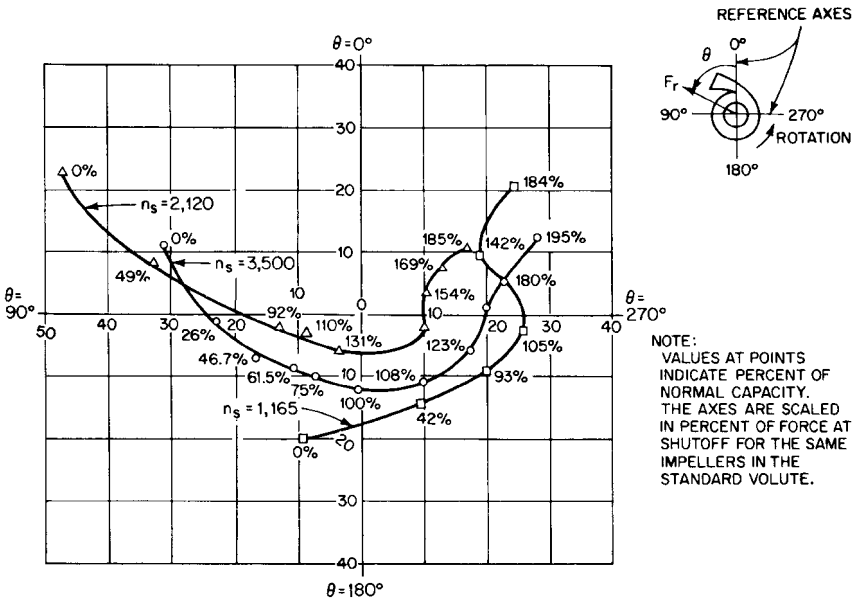 REFERENCE AXES
θ=0°
0°
θ
Fr
90°
270°
ROTATION
180°
40
30
20
10
0%
184%
nₛ=2,120
0%
nₛ=3,500
49%
185%
142%
195%
169%
180%
154%
10
0
θ=
90°
50
40
30
20
10
20
30
40
θ=
270°
26%
92%
110%
131%
123%
105%
46.7%
61.5%
75%
10
100%
108%
93%
nₛ=1,165
42%
0%
20
30
40
θ=180°
NOTE:
VALUES AT POINTS
INDICATE PERCENT OF
NORMAL CAPACITY.
THE AXES ARE SCALED
IN PERCENT OF FORCE AT
SHUTOFF FOR THE SAME
IMPELLERS IN THE
STANDARD VOLUTE.